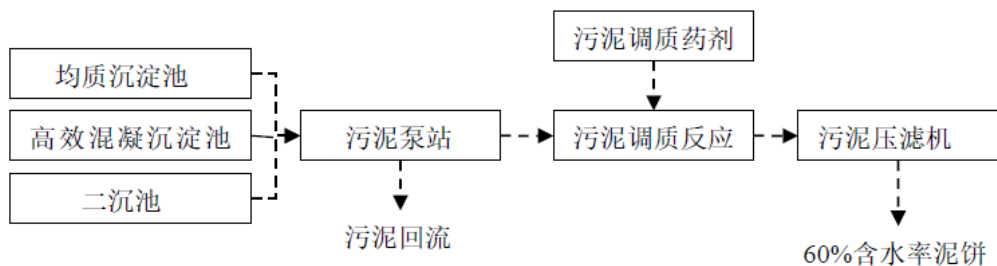 污泥调质药剂
均质沉淀池
高效混凝沉淀池
污泥泵站
污泥调质反应
污泥压滤机
二沉池
污泥回流
60%含水率泥饼